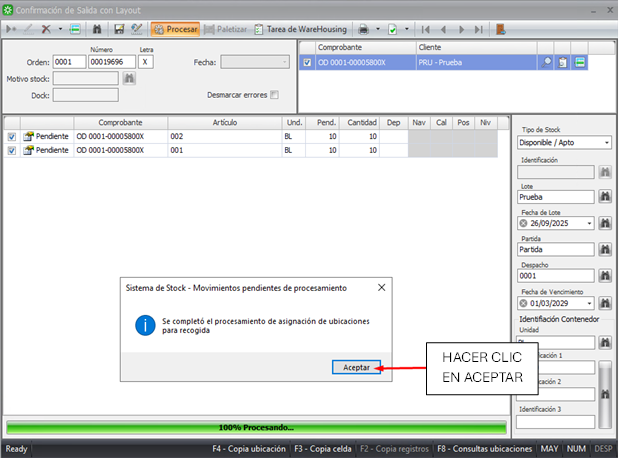 Confirmación de Salida con Layout
Procesar
Paletizar
Tarea de WareHousing
Número
Letra
Orden: 0001 00019696 X
Fecha:
Motivo stock:
Dock:
Desmarcar errores
Comprobante Cliente
OD 0001-00005800X PRU - Prueba
Comprobante Artículo Und. Pend. Cantidad Dep Nav Cal Pos Niv
Pendiente OD 0001-00005800X 002 BL 10 10
Pendiente OD 0001-00005800X 001 BL 10 10
Tipo de Stock
Disponible / Apto
Identificación
Lote
Prueba
Fecha de Lote
26/09/2025
Partida
Prueba
Despacho
0001
Fecha de Vencimiento
01/03/2029
Identifiación Contenedor
Unidad
ficación 1
ficación 2
Identificación 3
Sistema de Stock - Movimientos pendientes de procesamiento
Se completó el procesamiento de asignación de ubicaciones
para recogida
Aceptar
HACER CLIC
EN ACEPTAR
100% Procesando...
Ready F4 - Copia ubicación F3 - Copia celda F2 - Copia registros F8 - Consultas ubicaciones MAY NUM DESP